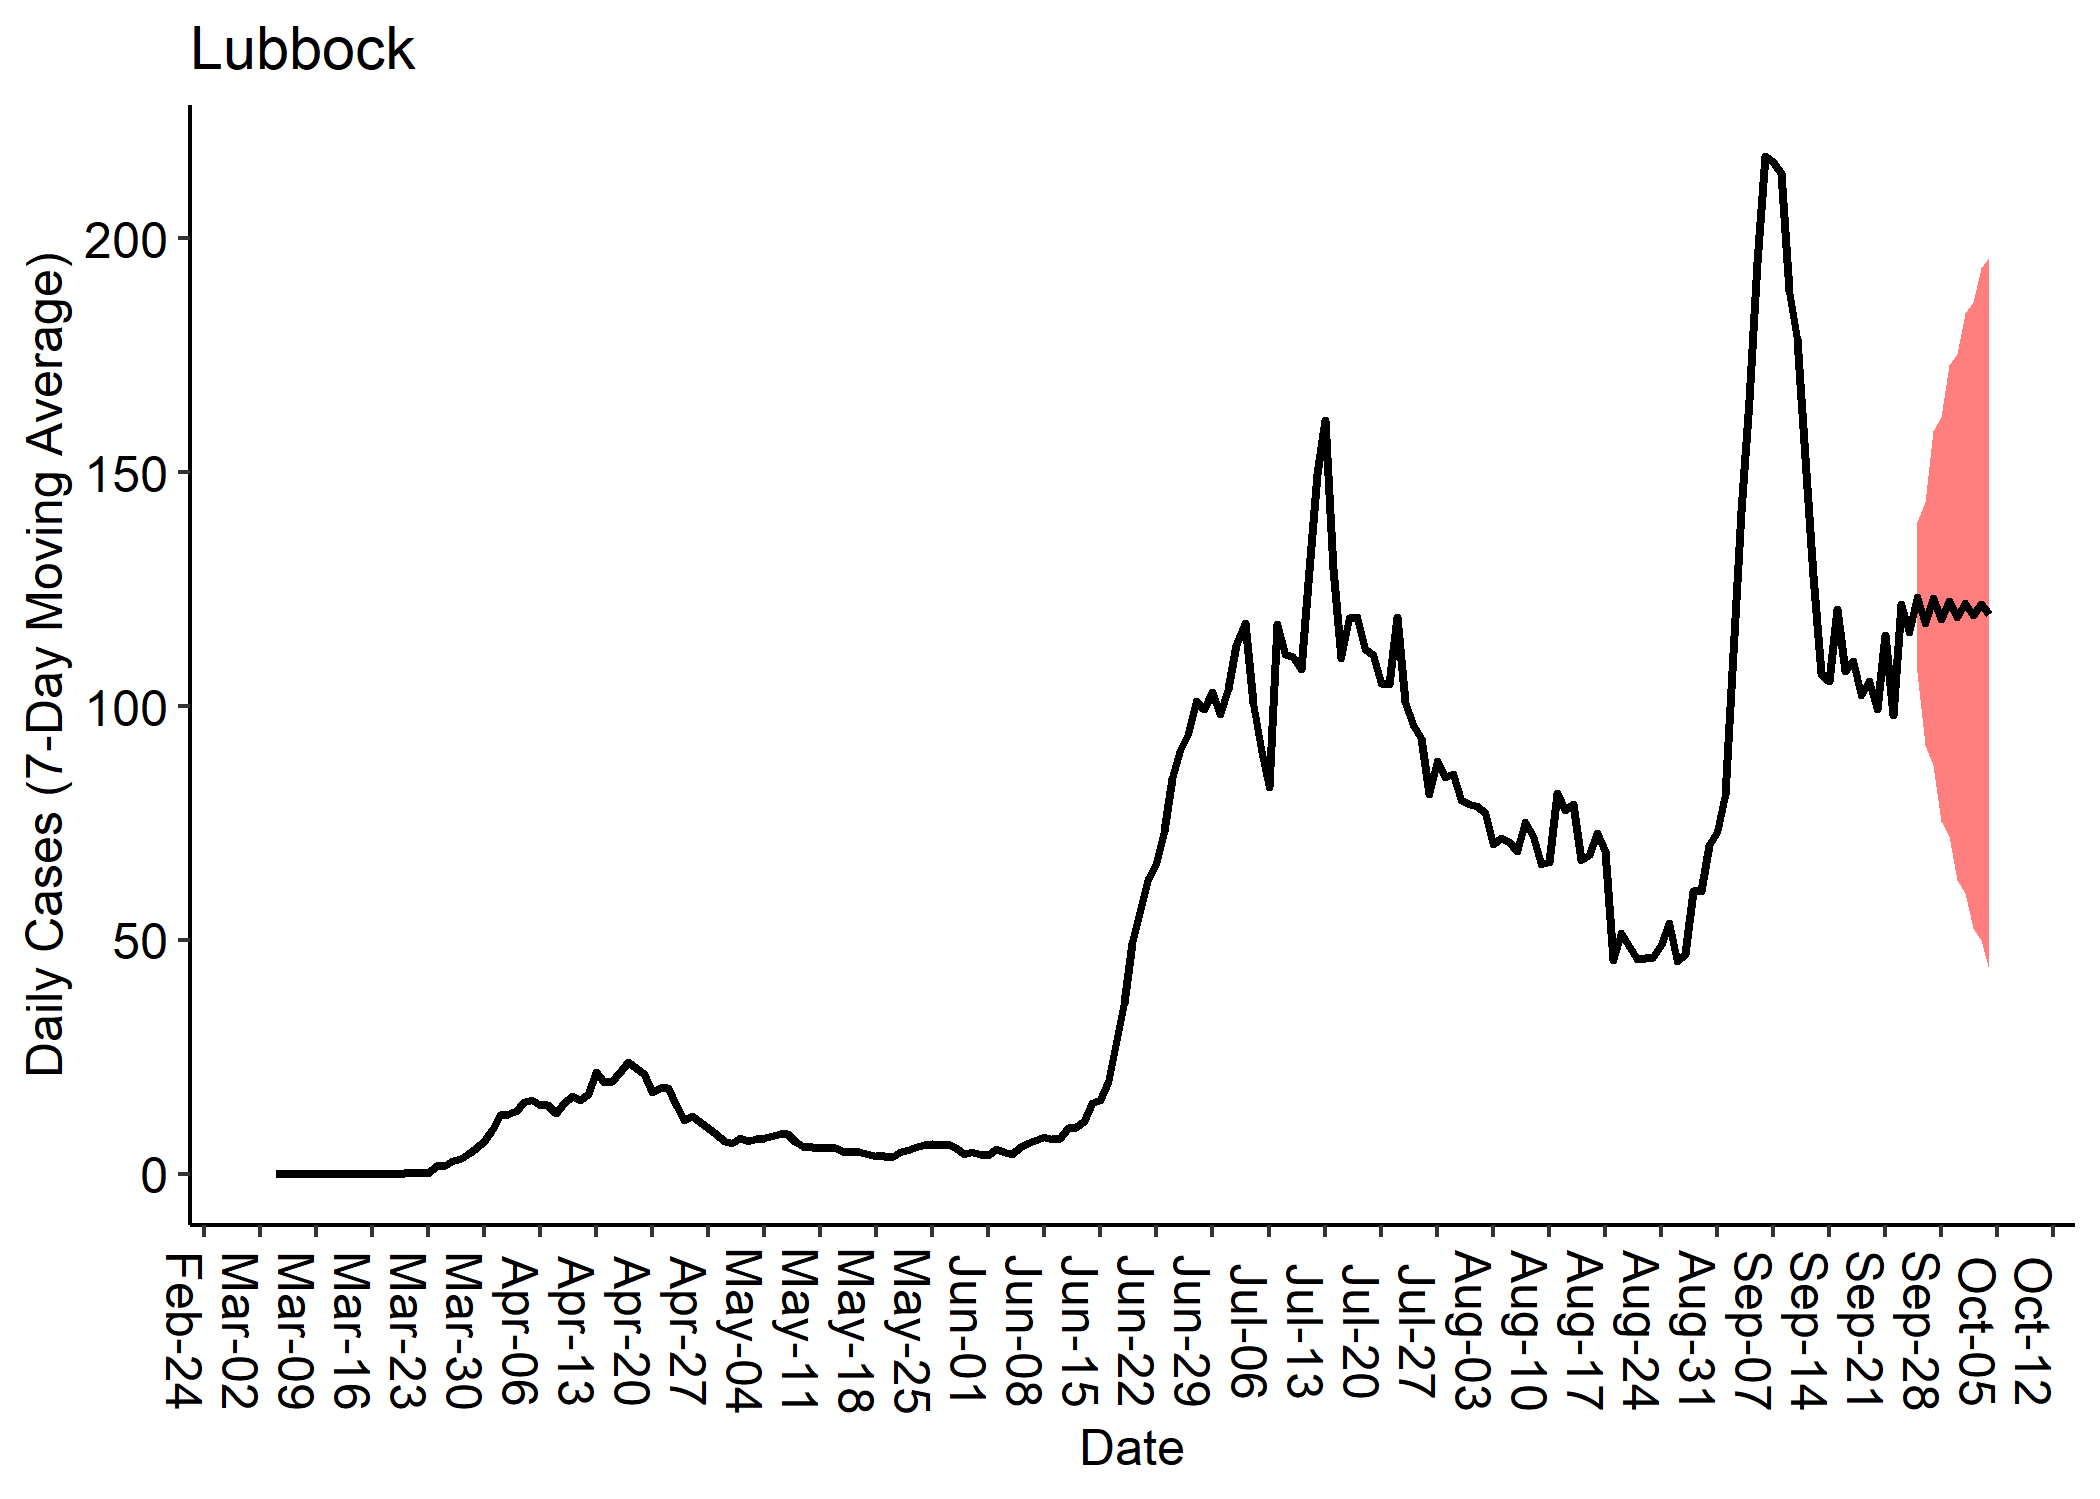 Lubbock
Daily Cases (7-Day Moving Average)
200
150
100
50
0
Feb-24
Mar-02
Mar-09
Mar-16
Mar-23
Mar-30
Apr-06
Apr-13
Apr-20
Apr-27
May-04
May-11
May-18
May-25
Jun-01
Jun-08
Jun-15
Jun-22
Jun-29
Jul-06
Jul-13
Jul-20
Jul-27
Aug-03
Aug-10
Aug-17
Aug-24
Aug-31
Sep-07
Sep-14
Sep-21
Sep-28
Oct-05
Oct-12
Date